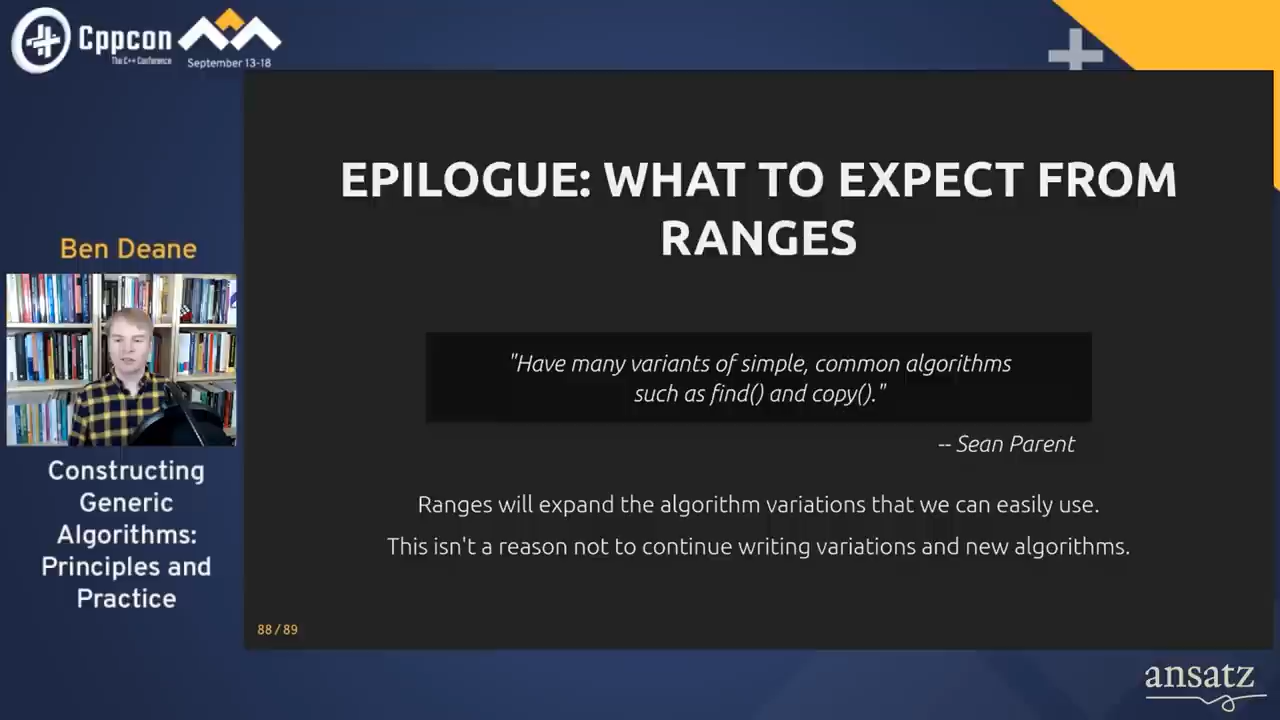 Cppcon
The C++ Conference
September 13-18
EPILOGUE: WHAT TO EXPECT FROM
RANGES
"Have many variants of simple, common algorithms
such as find() and copy()."
-- Sean Parent
Ranges will expand the algorithm variations that we can easily use.
This isn't a reason not to continue writing variations and new algorithms.
88 / 89
Ben Deane
Constructing
Generic
Algorithms:
Principles and
Practice
ansatz